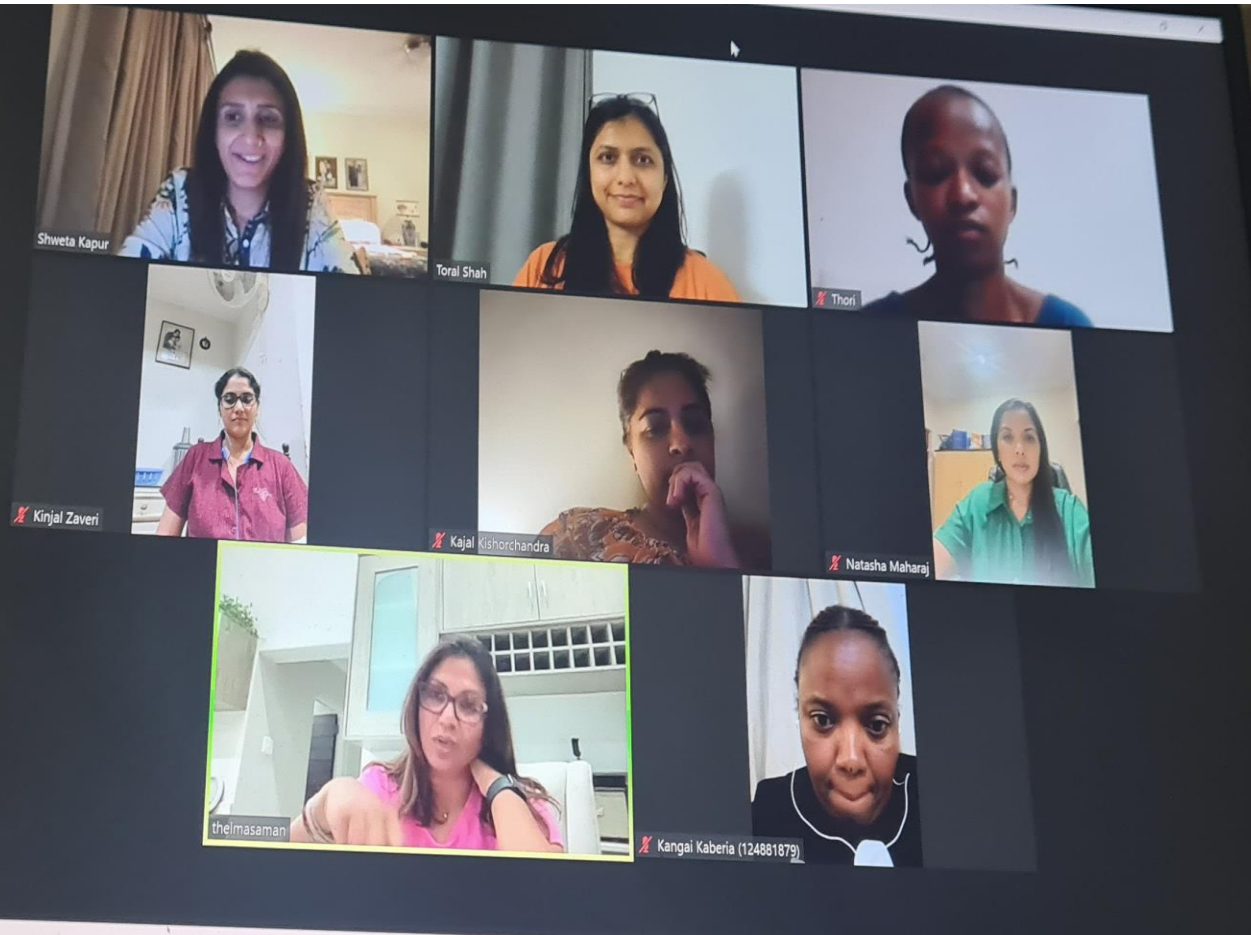 Shweta Kapur
Toral Shah
Thori
Kinjal Zaveri
Kajal Kishorchandra
Natasha Maharaj
thelmasaman
Kangai Kaberia (124881879)